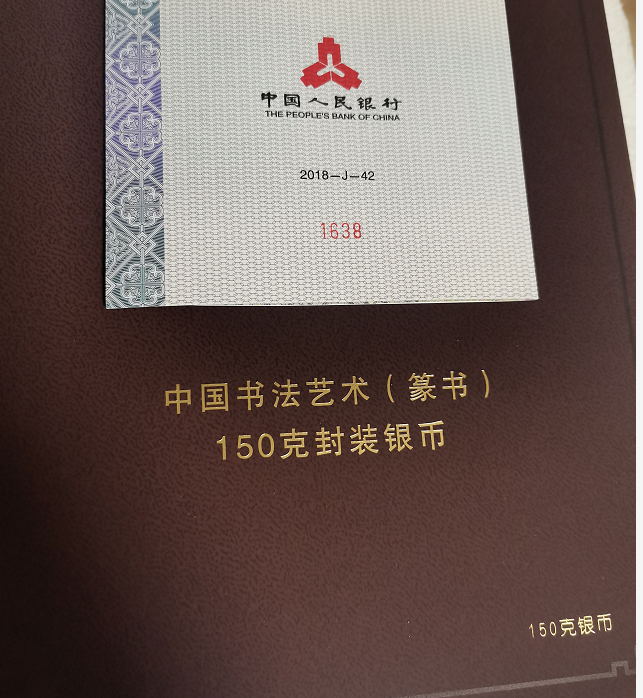 中国人民银行
THE PEOPLE'S BANK OF CHINA
2018-J-42
1638
中国书法艺术(篆书)
150克封装银币
150克银币